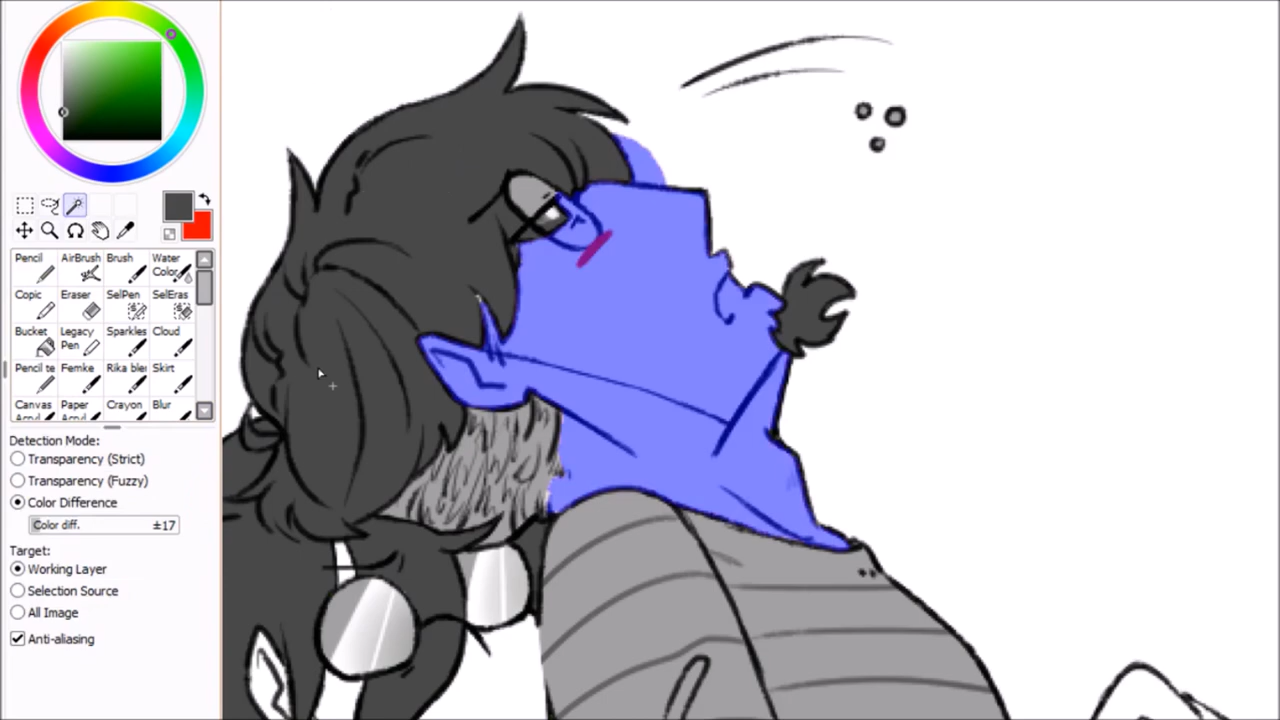 Pencil AirBrush Brush Water
Color
Copic Eraser SelPen SelEras
Bucket Legacy Sparkles Cloud
Pen
Pencil te Femke Rika ble Skirt
Canvas Paper Crayon Blur
Acryl Acryl
Detection Mode:
Transparency (Strict)
Transparency (Fuzzy)
Color Difference
Color diff. ±17
Target:
Working Layer
Selection Source
All Image
Anti-aliasing